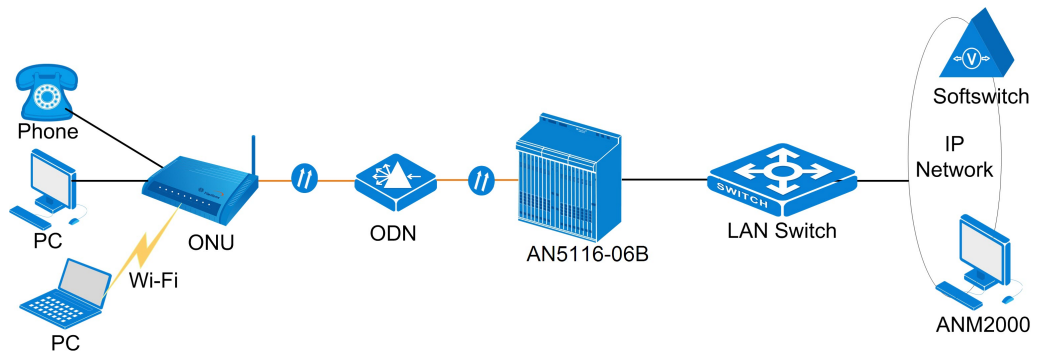 Phone
PC
PC
Wi-Fi
ONU
ODN
AN5116-06B
SWITCH
LAN Switch
V
Softswitch
IP
Network
ANM2000